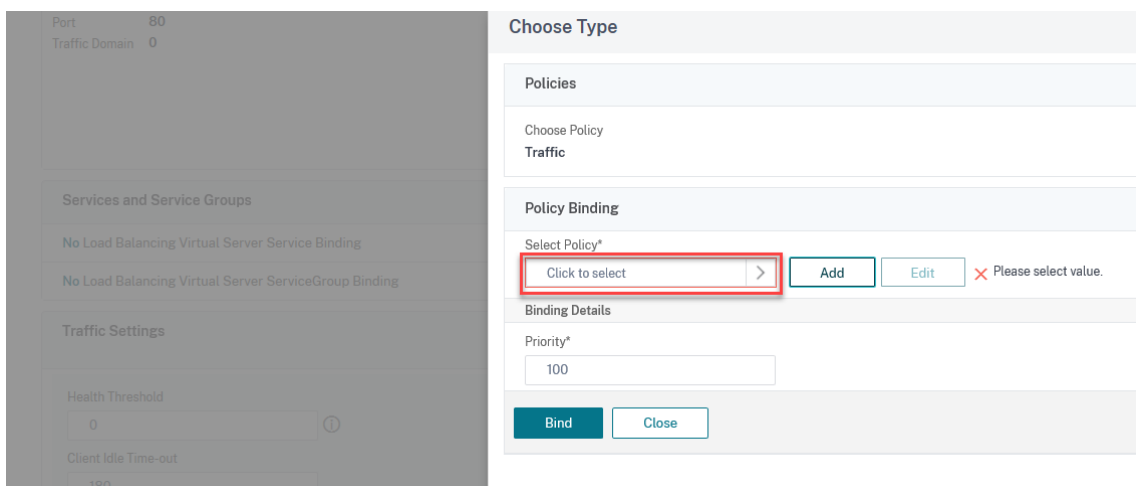 Port 80
Traffic Domain 0
Services and Service Groups
No Load Balancing Virtual Server Service Binding
No Load Balancing Virtual Server ServiceGroup Binding
Traffic Settings
Health Threshold
0
Client Idle Time-out
180
Choose Type
Policies
Choose Policy
Traffic
Policy Binding
Select Policy*
Click to select
Add
Edit
Please select value.
Binding Details
Priority*
100
Bind
Close